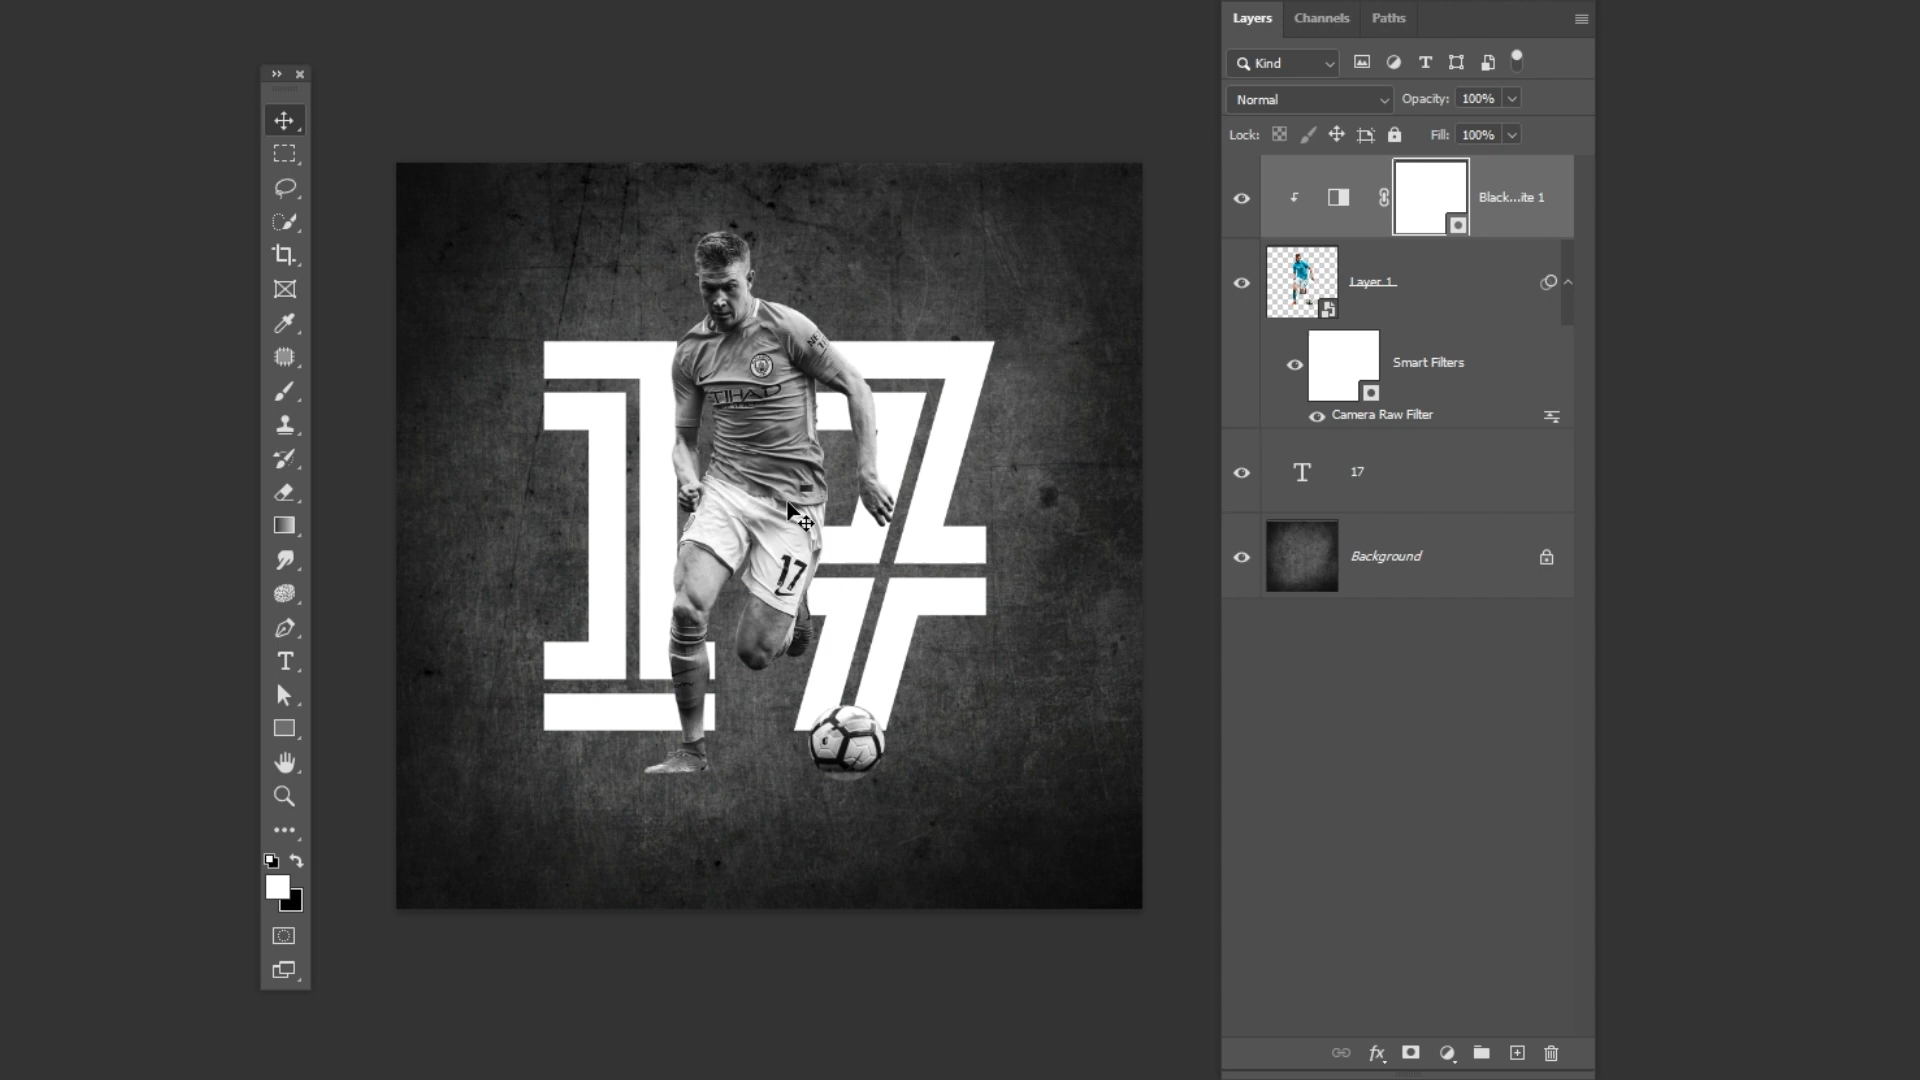 Layers Channels Paths
Kind
Normal Opacity: 100%
Lock: Fill: 100%
Black...ite 1
Layer 1
Smart Filters
Camera Raw Filter
T 17
Background
17
ETIHAD
17